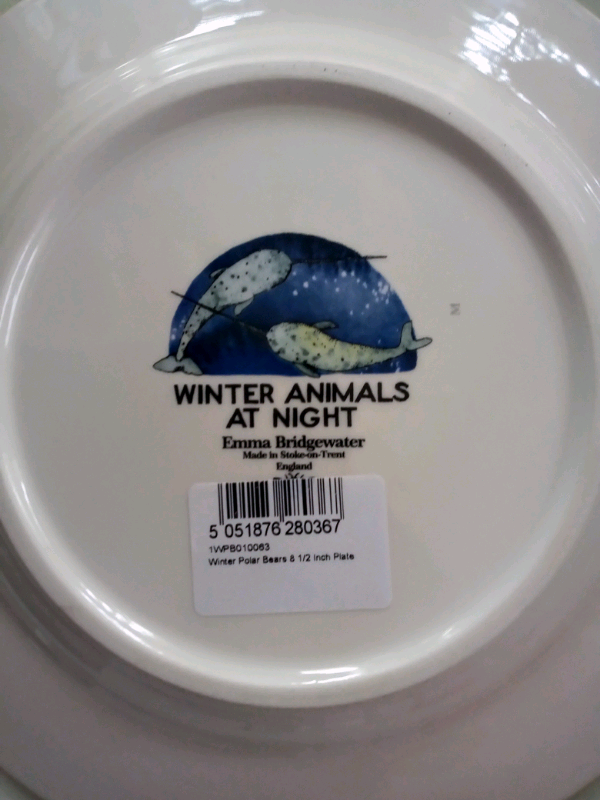 WINTER ANIMALS
AT NIGHT
Emma Bridgewater
Made in Stoke-on-Trent
England
5 051876 280367
1WPB010063
Winter Polar Bears 8 1/2 Inch Plate
M